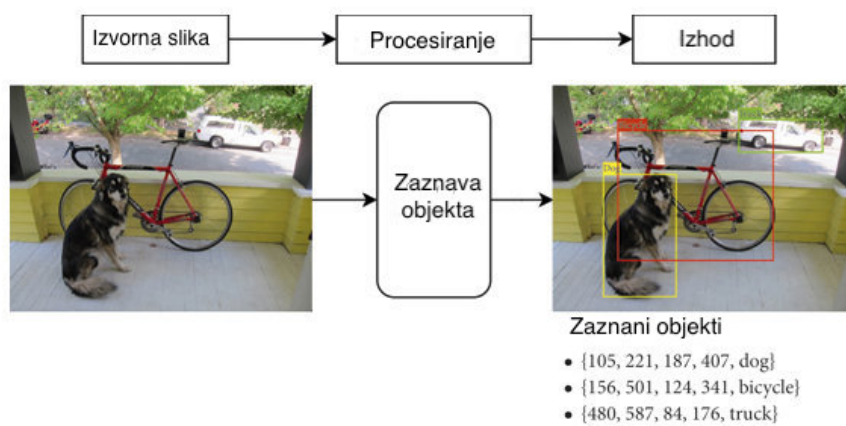 Izvorna slika
Procesiranje
Izhod
Zaznava
objekta
Dog
Zaznani objekti
• {105, 221, 187, 407, dog}
• {156, 501, 124, 341, bicycle}
• {480, 587, 84, 176, truck}